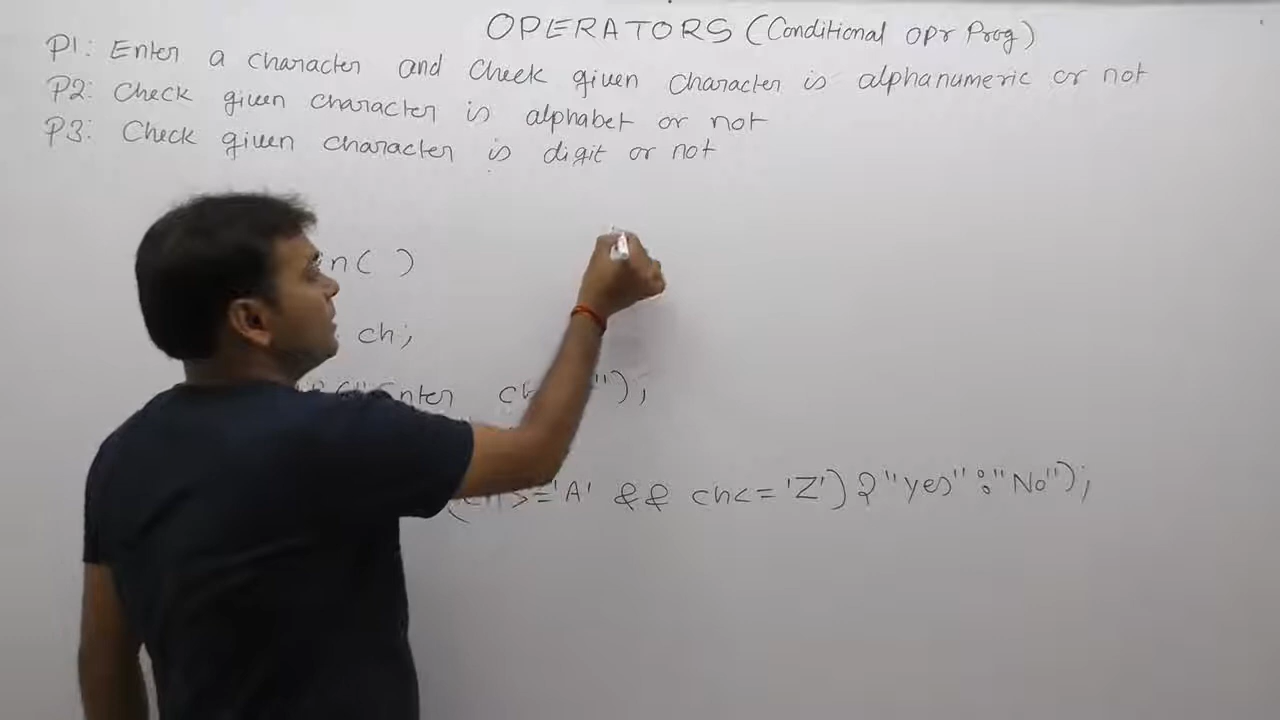 OPERATORS (Conditional opr Prog)
P1: Enter a character and check given character is alphanumeric or not
P2: Check given character is alphabet or not
P3: Check given character is digit or not
n( )
ch;
("Enter ");
(ch>='A' && ch<='Z')?"Yes":"No");